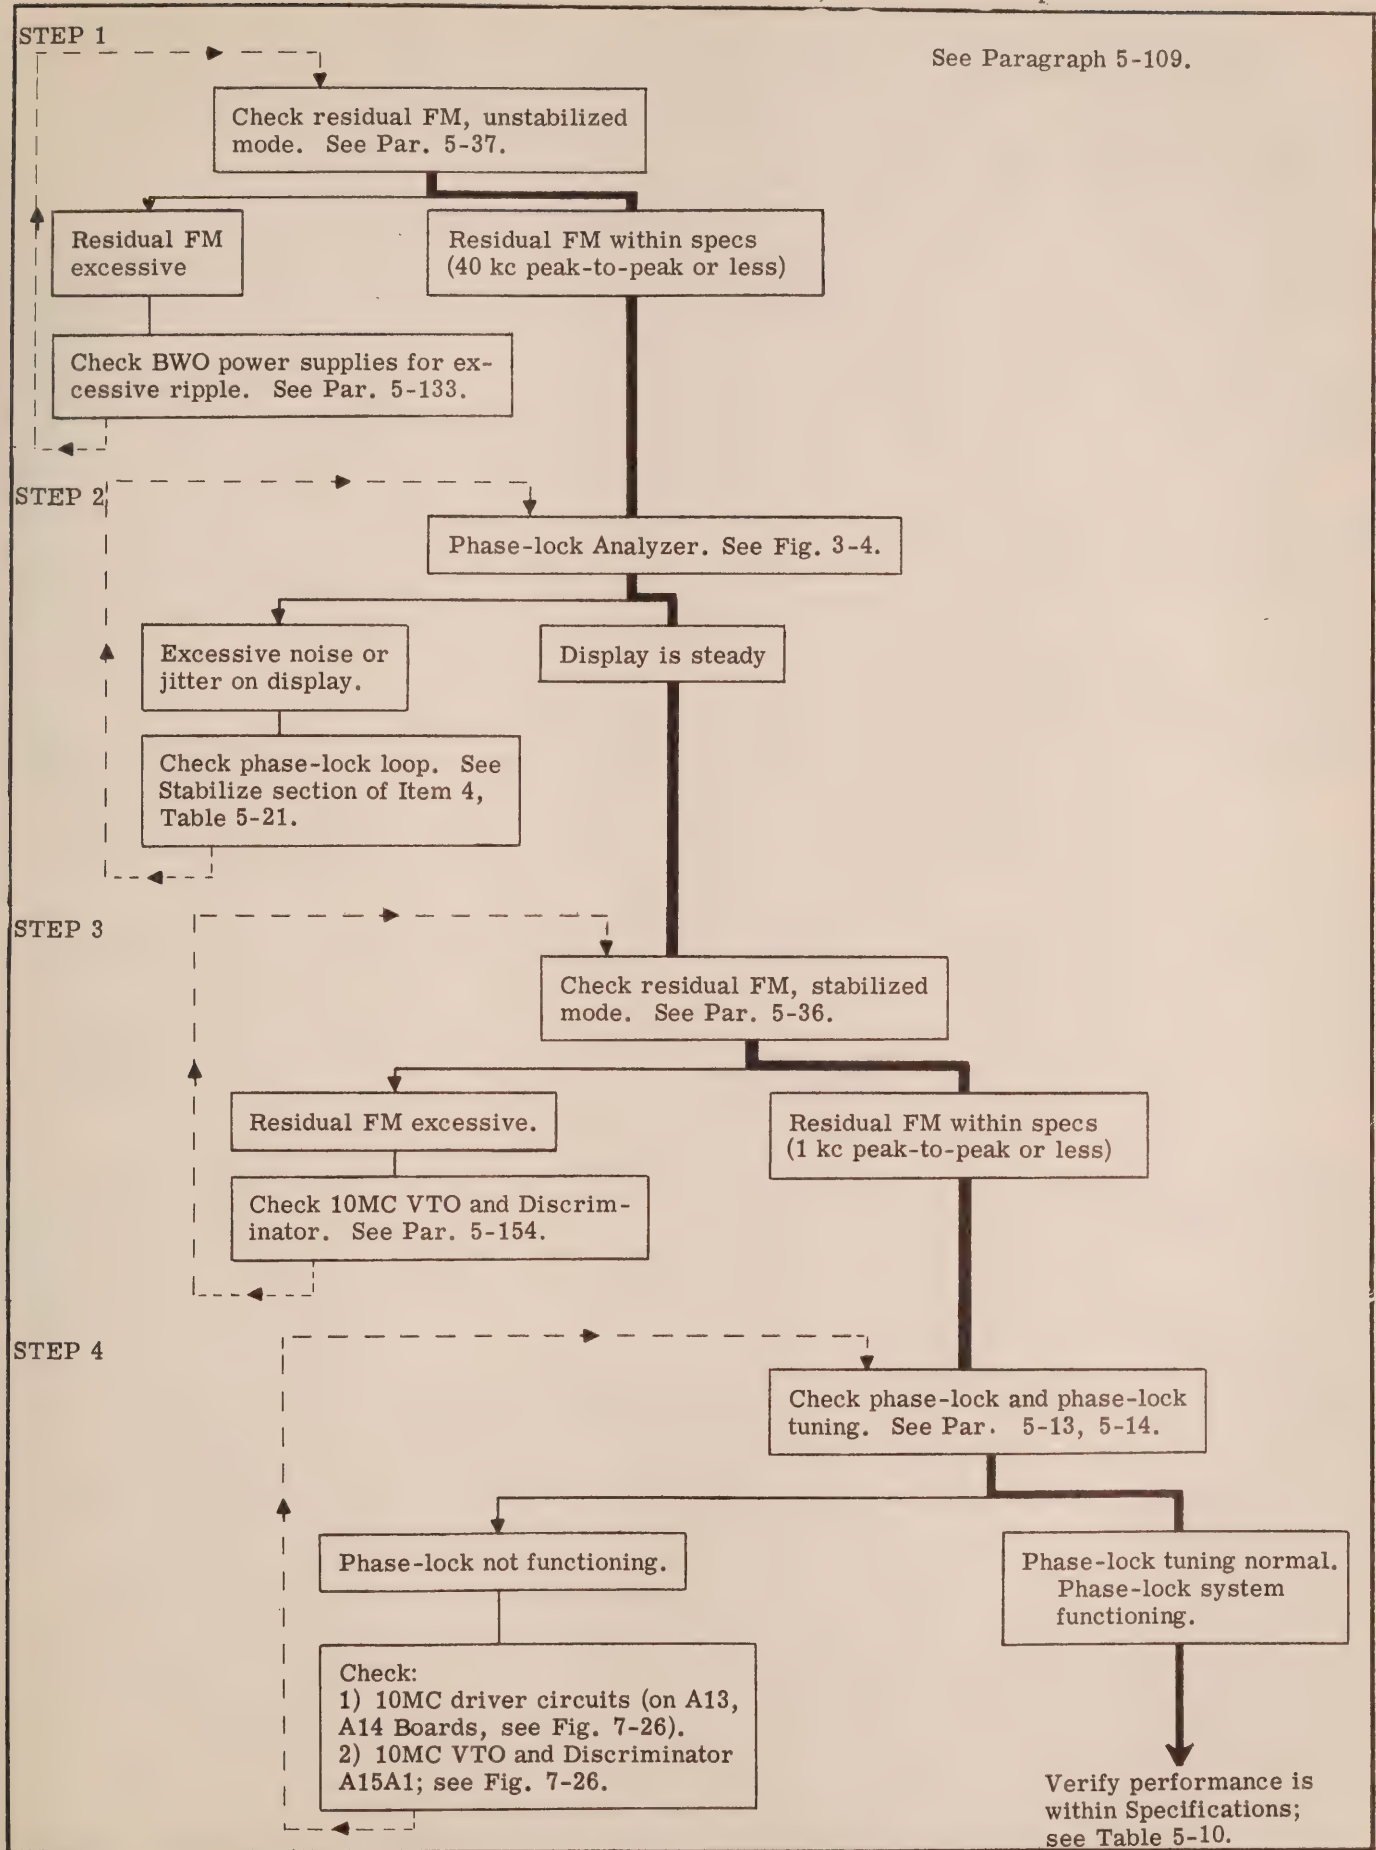 STEP 1
See Paragraph 5-109.
Check residual FM, unstabilized
mode. See Par. 5-37.
Residual FM
excessive
Residual FM within specs
(40 kc peak-to-peak or less)
Check BWO power supplies for ex-
cessive ripple. See Par. 5-133.
STEP 2
Phase-lock Analyzer. See Fig. 3-4.
Excessive noise or
jitter on display.
Display is steady
Check phase-lock loop. See
Stabilize section of Item 4,
Table 5-21.
STEP 3
Check residual FM, stabilized
mode. See Par. 5-36.
Residual FM excessive.
Residual FM within specs
(1 kc peak-to-peak or less)
Check 10MC VTO and Discrim-
inator. See Par. 5-154.
STEP 4
Check phase-lock and phase-lock
tuning. See Par. 5-13, 5-14.
Phase-lock not functioning.
Phase-lock tuning normal.
Phase-lock system
functioning.
Check:
1) 10MC driver circuits (on A13,
A14 Boards, see Fig. 7-26).
2) 10MC VTO and Discriminator
A15A1; see Fig. 7-26.
Verify performance is
within Specifications;
see Table 5-10.